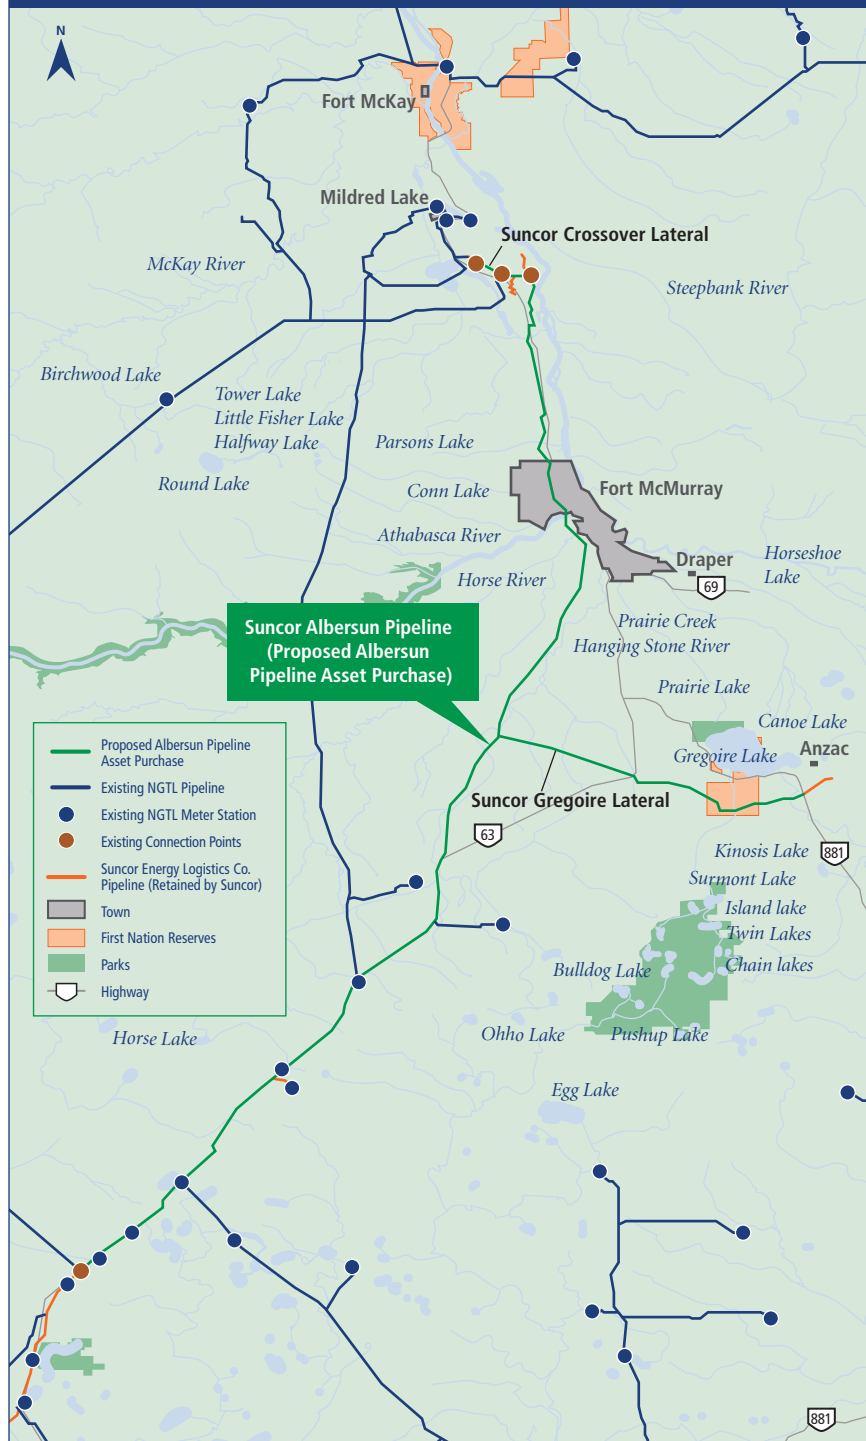 N
Fort McKay
Mildred Lake
Suncor Crossover Lateral
McKay River
Steepbank River
Birchwood Lake
Tower Lake
Little Fisher Lake
Halfway Lake
Parsons Lake
Round Lake
Conn Lake
Fort McMurray
Athabasca River
Draper
Horseshoe
Lake
Horse River
69
Suncor Albersun Pipeline
(Proposed Albersun
Pipeline Asset Purchase)
Prairie Creek
Hanging Stone River
Prairie Lake
Canoe Lake
Gregoire Lake
Anzac
Suncor Gregoire Lateral
63
881
Proposed Albersun Pipeline
Asset Purchase
Existing NGTL Pipeline
Existing NGTL Meter Station
Existing Connection Points
Suncor Energy Logistics Co.
Pipeline (Retained by Suncor)
Town
First Nation Reserves
Parks
Highway
Kinosis Lake
Surmont Lake
Island lake
Twin Lakes
Chain lakes
Bulldog Lake
Horse Lake
Ohho Lake
Pushup Lake
Egg Lake
881